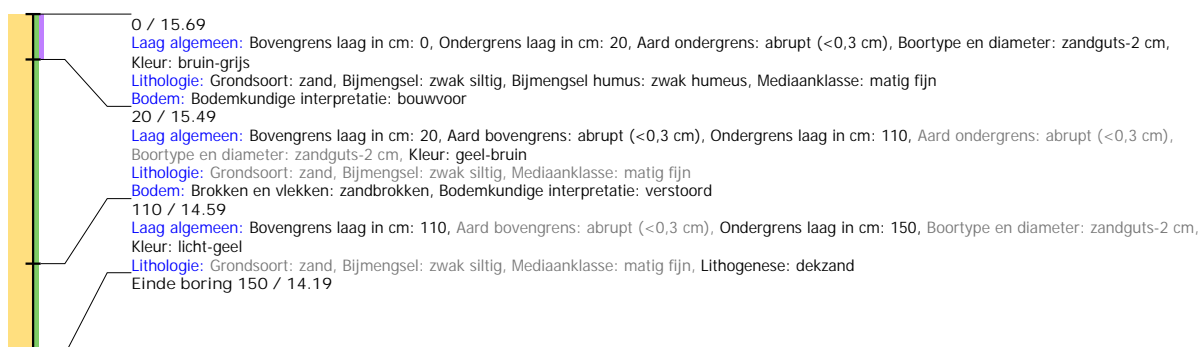 0 / 15.69
Laag algemeen: Bovengrens laag in cm: 0, Ondergrens laag in cm: 20, Aard ondergrens: abrupt (<0,3 cm), Boortype en diameter: zandguts-2 cm,
Kleur: bruin-grijs
Lithologie: Grondsoort: zand, Bijmengsel: zwak siltig, Bijmengsel humus: zwak humeus, Mediaanklasse: matig fijn
Bodem: Bodemkundige interpretatie: bouwvoor
20 / 15.49
Laag algemeen: Bovengrens laag in cm: 20, Aard bovengrens: abrupt (<0,3 cm), Ondergrens laag in cm: 110, Aard ondergrens: abrupt (<0,3 cm),
Boortype en diameter: zandguts-2 cm, Kleur: geel-bruin
Lithologie: Grondsoort: zand, Bijmengsel: zwak siltig, Mediaanklasse: matig fijn
Bodem: Brokken en vlekken: zandbrokken, Bodemkundige interpretatie: verstoord
110 / 14.59
Laag algemeen: Bovengrens laag in cm: 110, Aard bovengrens: abrupt (<0,3 cm), Ondergrens laag in cm: 150, Boortype en diameter: zandguts-2 cm,
Kleur: licht-geel
Lithologie: Grondsoort: zand, Bijmengsel: zwak siltig, Mediaanklasse: matig fijn, Lithogenese: dekzand
Einde boring 150 / 14.19